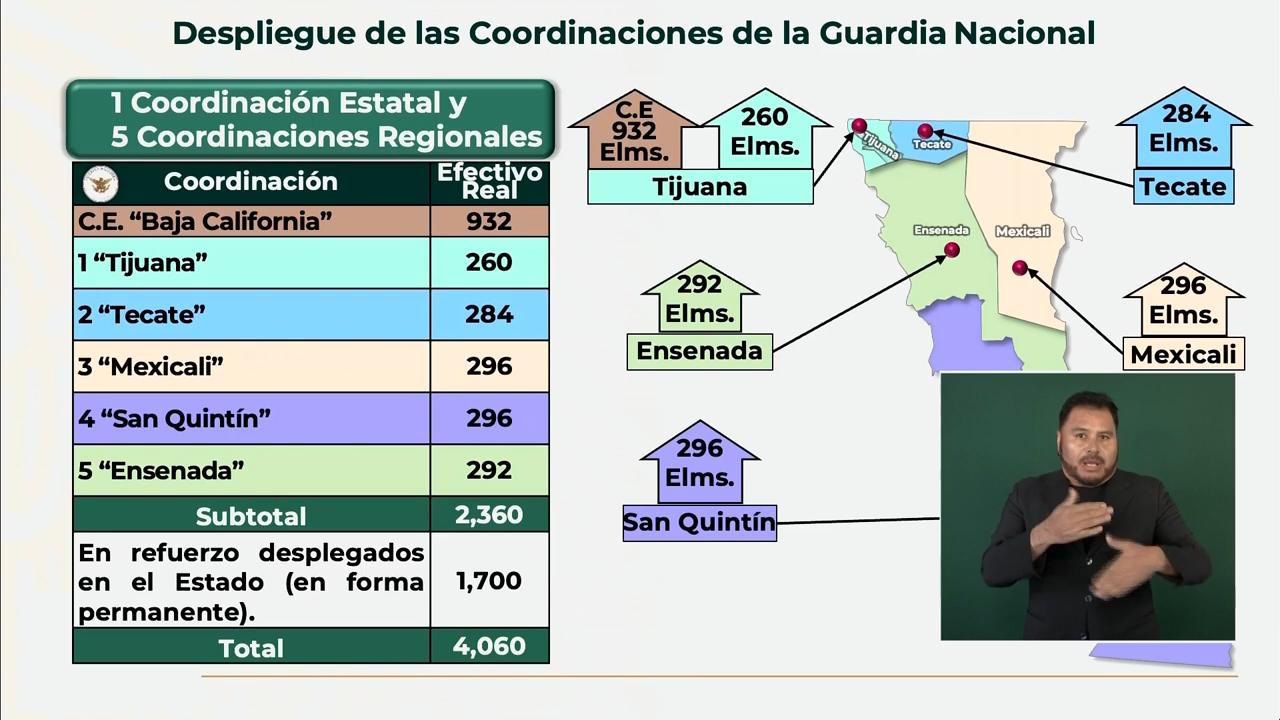 Despliegue de las Coordinaciones de la Guardia Nacional
1 Coordinación Estatal y
5 Coordinaciones Regionales
Coordinación
Efectivo
Real
C.E. “Baja California”
932
1 “Tijuana”
260
2 “Tecate”
284
3 “Mexicali”
296
4 “San Quintín”
296
5 “Ensenada”
292
Subtotal
2,360
En refuerzo desplegados
en el Estado (en forma
permanente).
1,700
Total
4,060
C.E
932
Elms.
260
Elms.
Tijuana
284
Elms.
Tecate
Tijuana
Tecate
Ensenada
Mexicali
292
Elms.
Ensenada
296
Elms.
Mexicali
296
Elms.
San Quintín